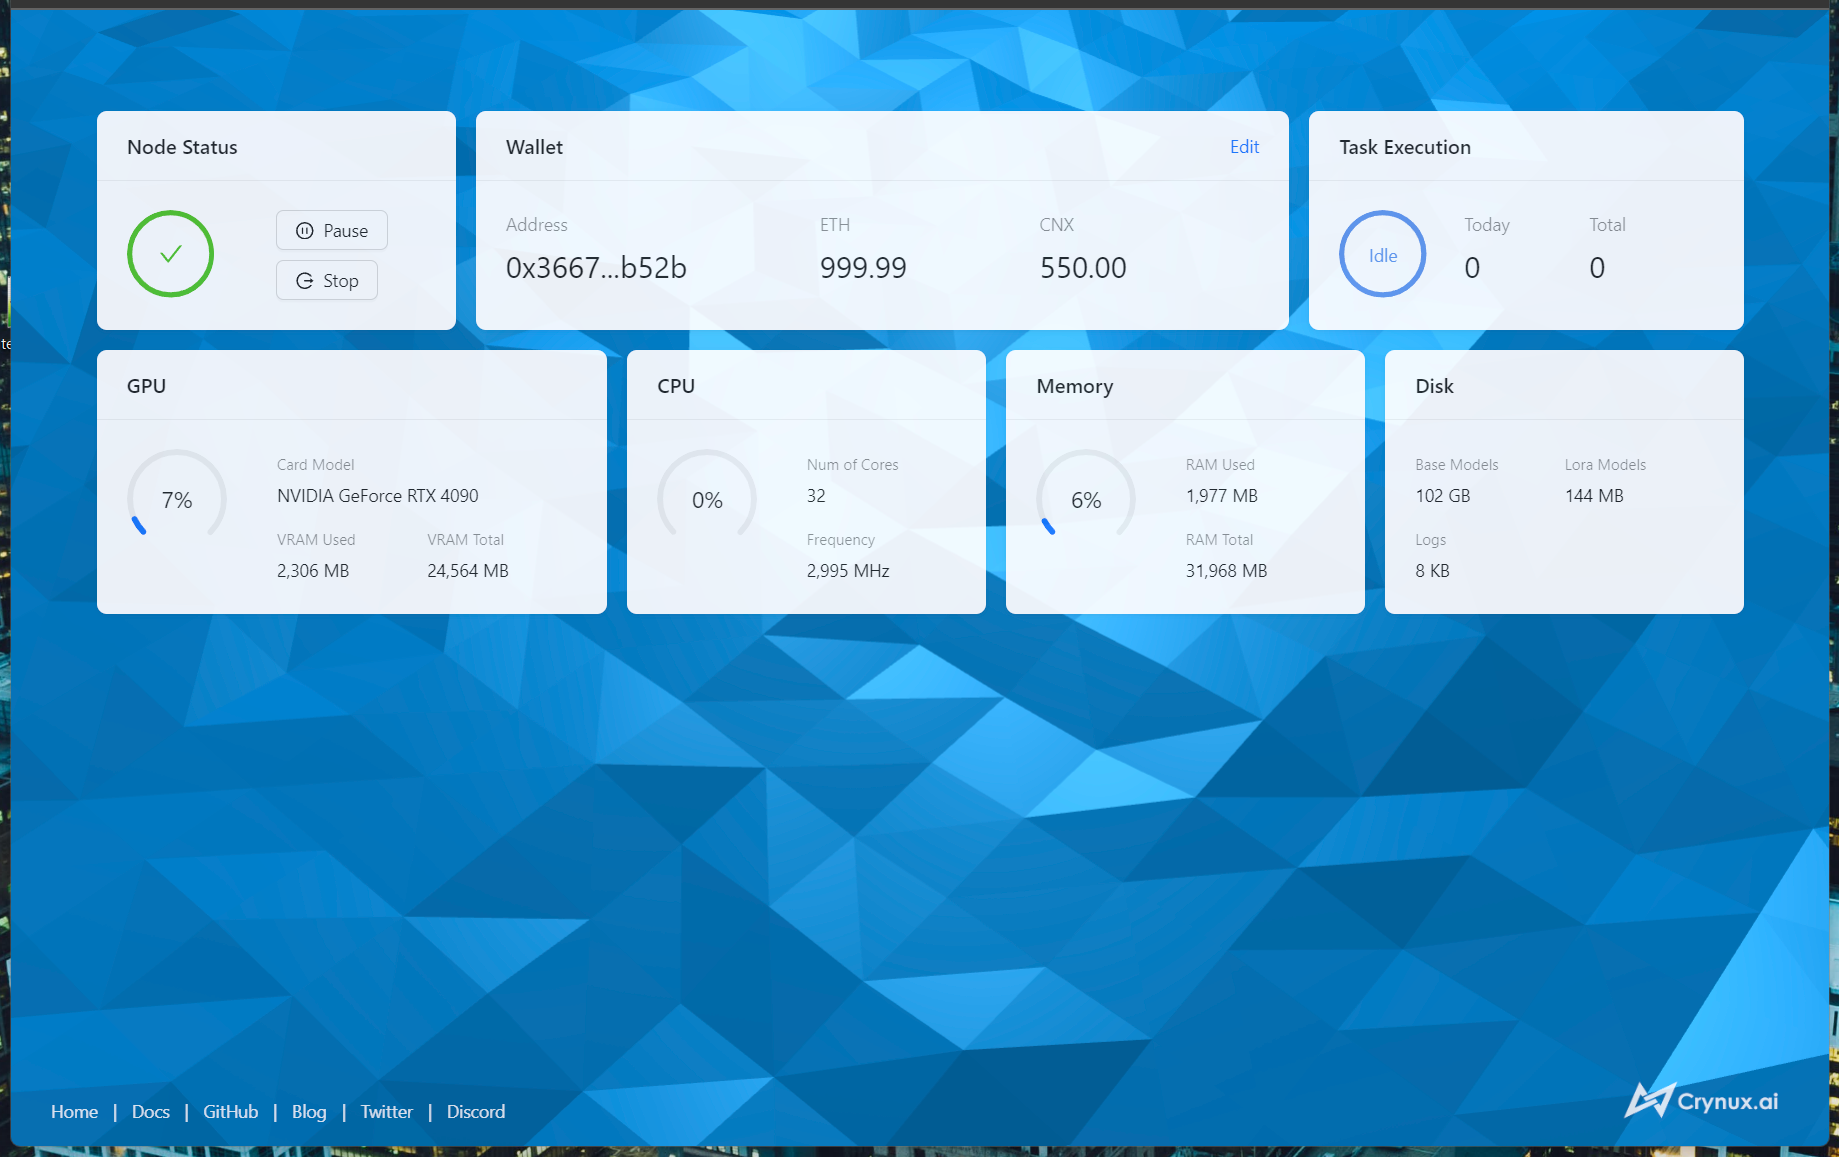 Node Status
Pause
Stop
Wallet
Edit
Address
0x3667...b52b
ETH
999.99
CNX
550.00
Task Execution
Idle
Today
0
Total
0
GPU
7%
Card Model
NVIDIA GeForce RTX 4090
VRAM Used
2,306 MB
VRAM Total
24,564 MB
CPU
0%
Num of Cores
32
Frequency
2,995 MHz
Memory
6%
RAM Used
1,977 MB
RAM Total
31,968 MB
Disk
Base Models
102 GB
Lora Models
144 MB
Logs
8 KB
te
Home | Docs | GitHub | Blog | Twitter | Discord
Crynux.ai